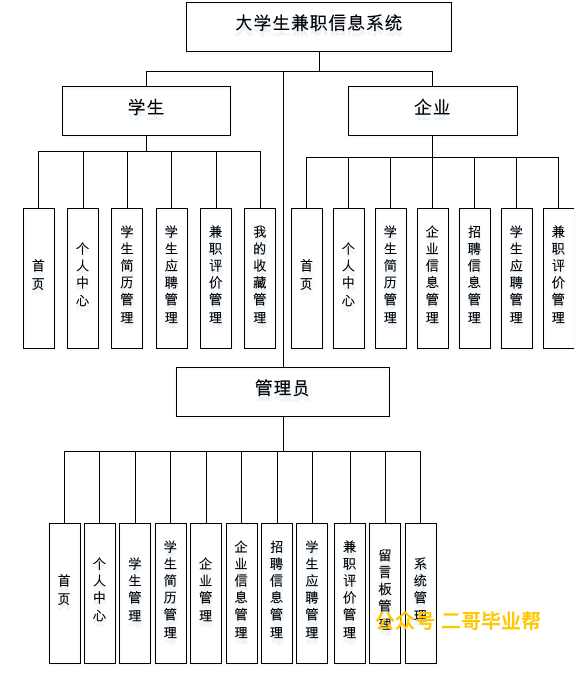 大学生兼职信息系统
学生
企业
首页
个人中心
学生简历管理
学生应聘管理
兼职评价管理
我的收藏管理
首页
个人中心
学生简历管理
企业信息管理
招聘信息管理
学生应聘管理
兼职评价管理
管理员
首页
个人中心
学生管理
学生简历管理
企业管理
企业信息管理
招聘信息管理
学生应聘管理
兼职评价管理
留言板管理
系统管理
公众号 二哥毕业帮